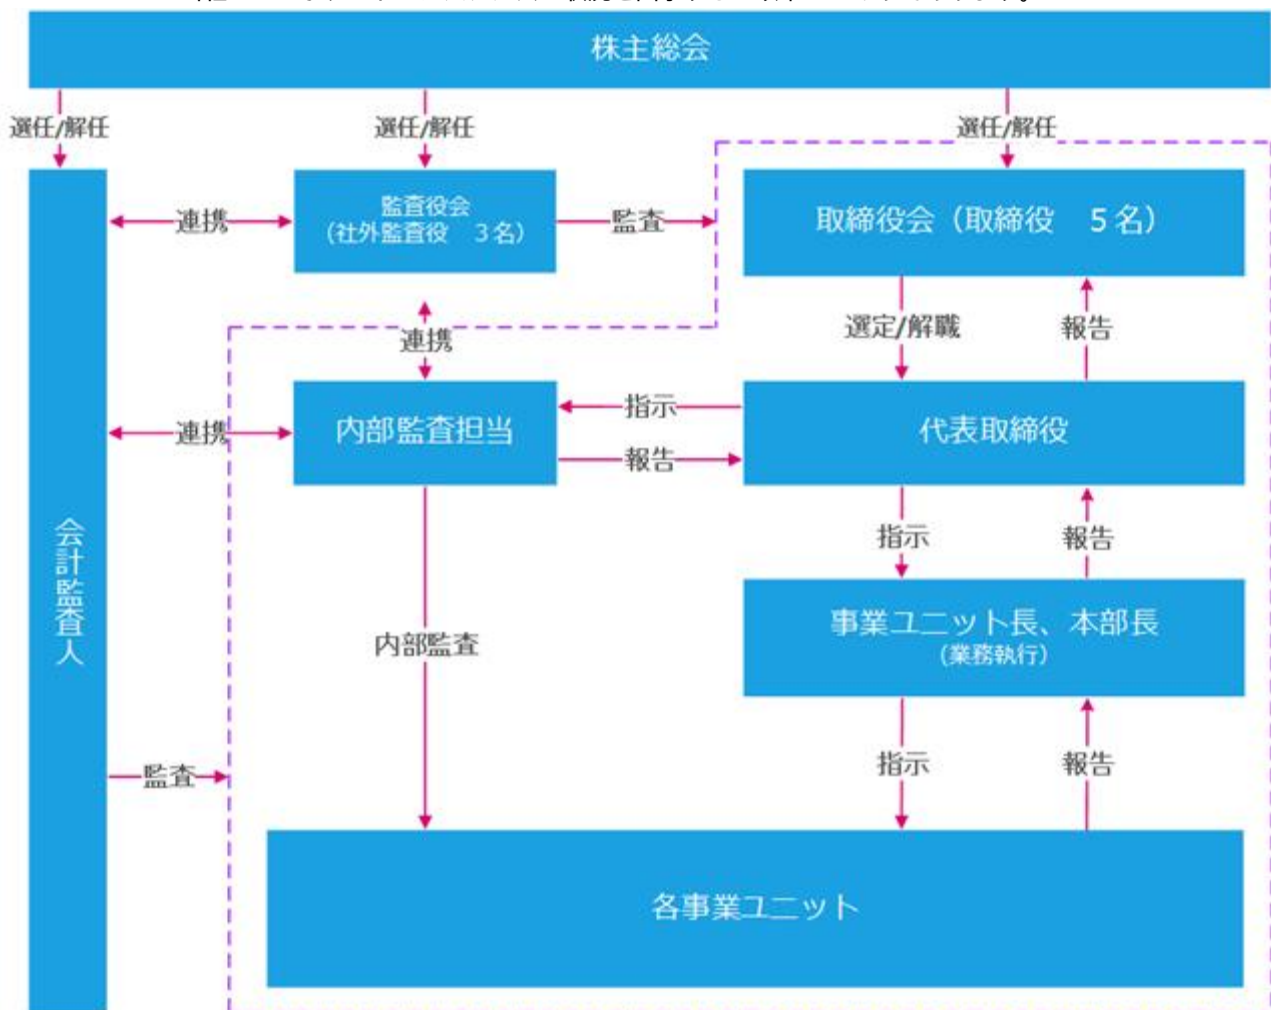 株主総会
選任/解任
選任/解任
選任/解任
監査役会
(社外監査役　3名)
連携
監査
取締役会（取締役　5名）
連携
選定/解職
報告
内部監査担当
連携
指示
報告
代表取締役
会計監査人
指示
報告
事業ユニット長、本部長
(業務執行)
内部監査
監査
指示
報告
各事業ユニット